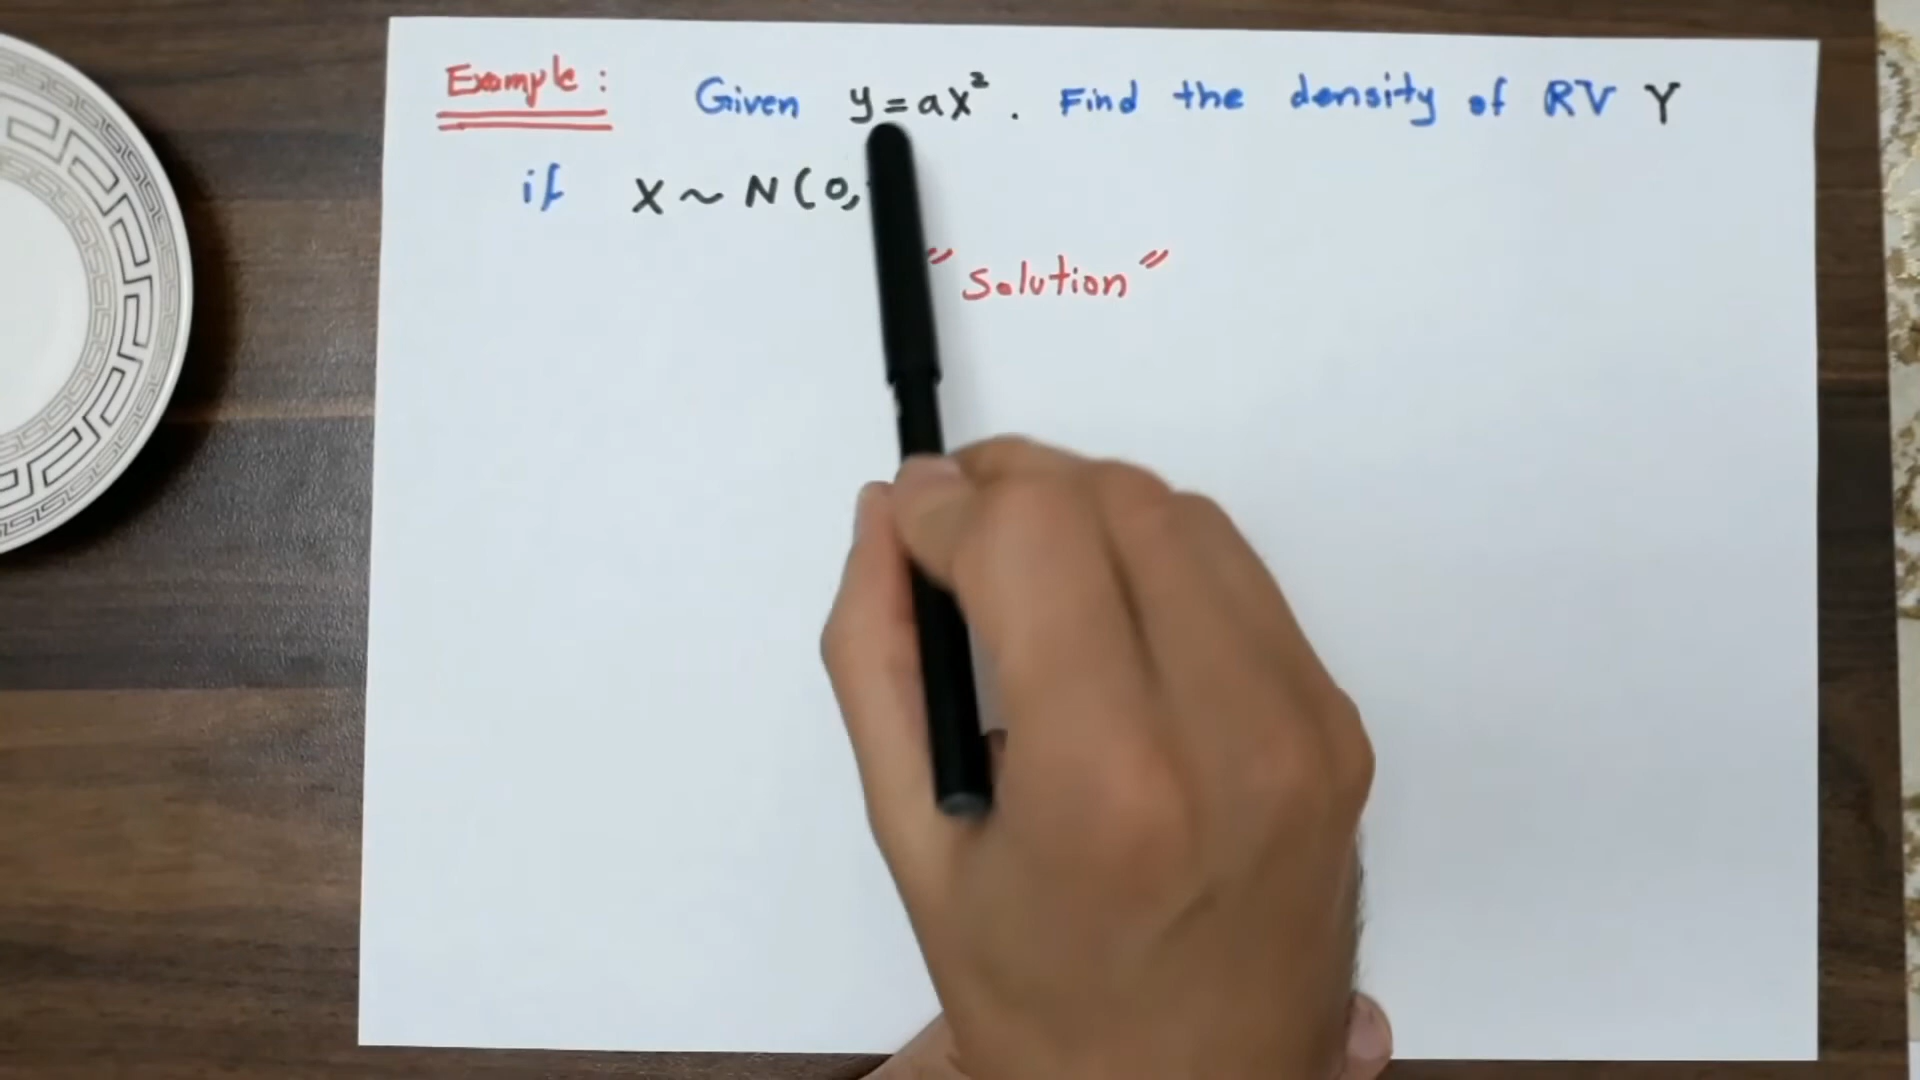 Example: Given y = ax². Find the density of RV Y
if X ~ N(0,
"Solution"